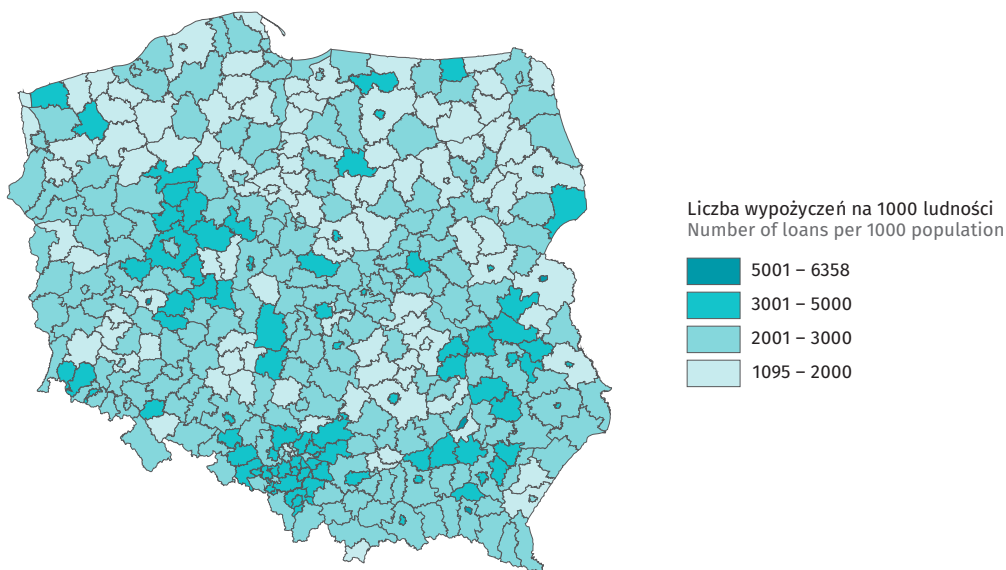 Liczba wypożyczeń na 1000 ludności
Number of loans per 1000 population
5001 – 6358
3001 – 5000
2001 – 3000
1095 – 2000